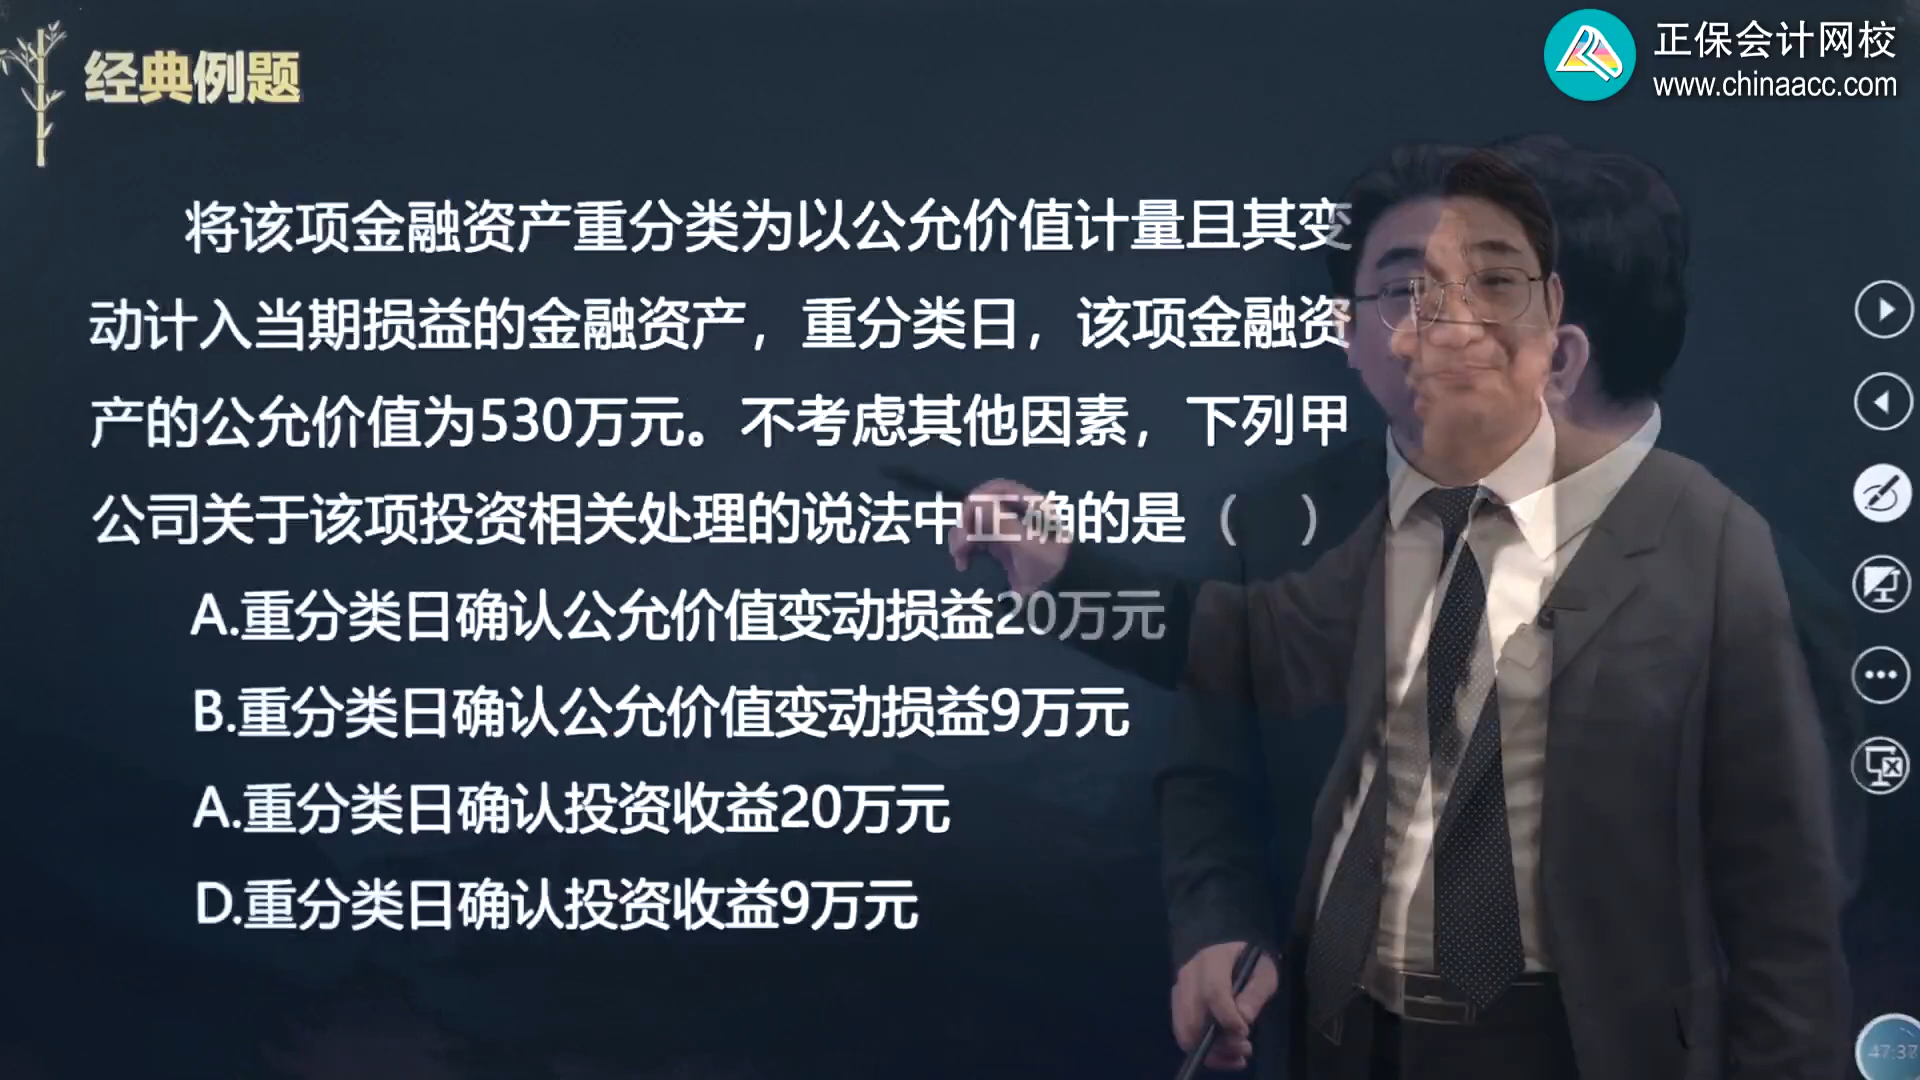 经典例题
正保会计网校
www.chinaacc.com
将该项金融资产重分类为以公允价值计量且其变
动计入当期损益的金融资产，重分类日，该项金融资
产的公允价值为530万元。不考虑其他因素，下列甲
公司关于该项投资相关处理的说法中正确的是（ ）
A.重分类日确认公允价值变动损益20万元
B.重分类日确认公允价值变动损益9万元
A.重分类日确认投资收益20万元
D.重分类日确认投资收益9万元
47:37